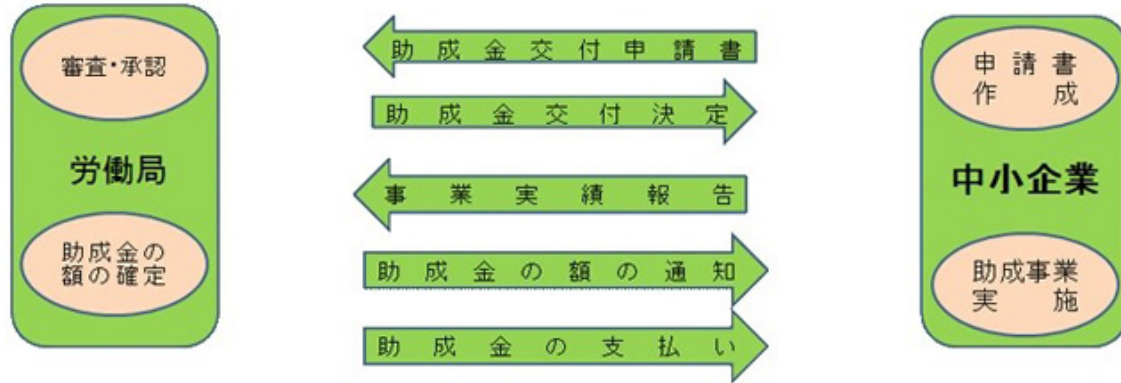 審査・承認
労働局
助成金の
額の確定
助成金交付申請書
助成金交付決定
事業実績報告
助成金の額の通知
助成金の支払い
申請書
作成
中小企業
助成事業
実施